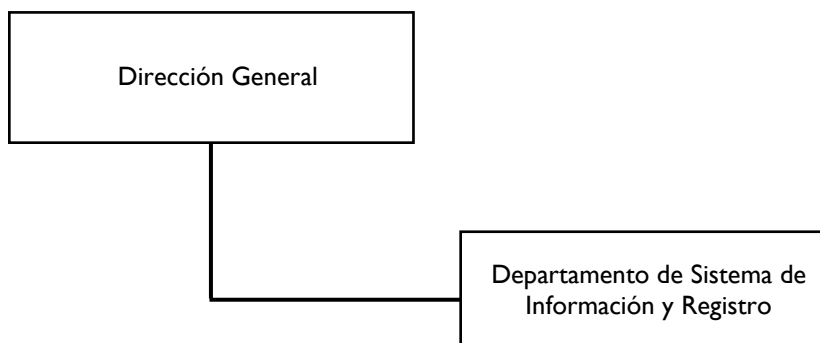 Dirección General
Departamento de Sistema de
Información y Registro